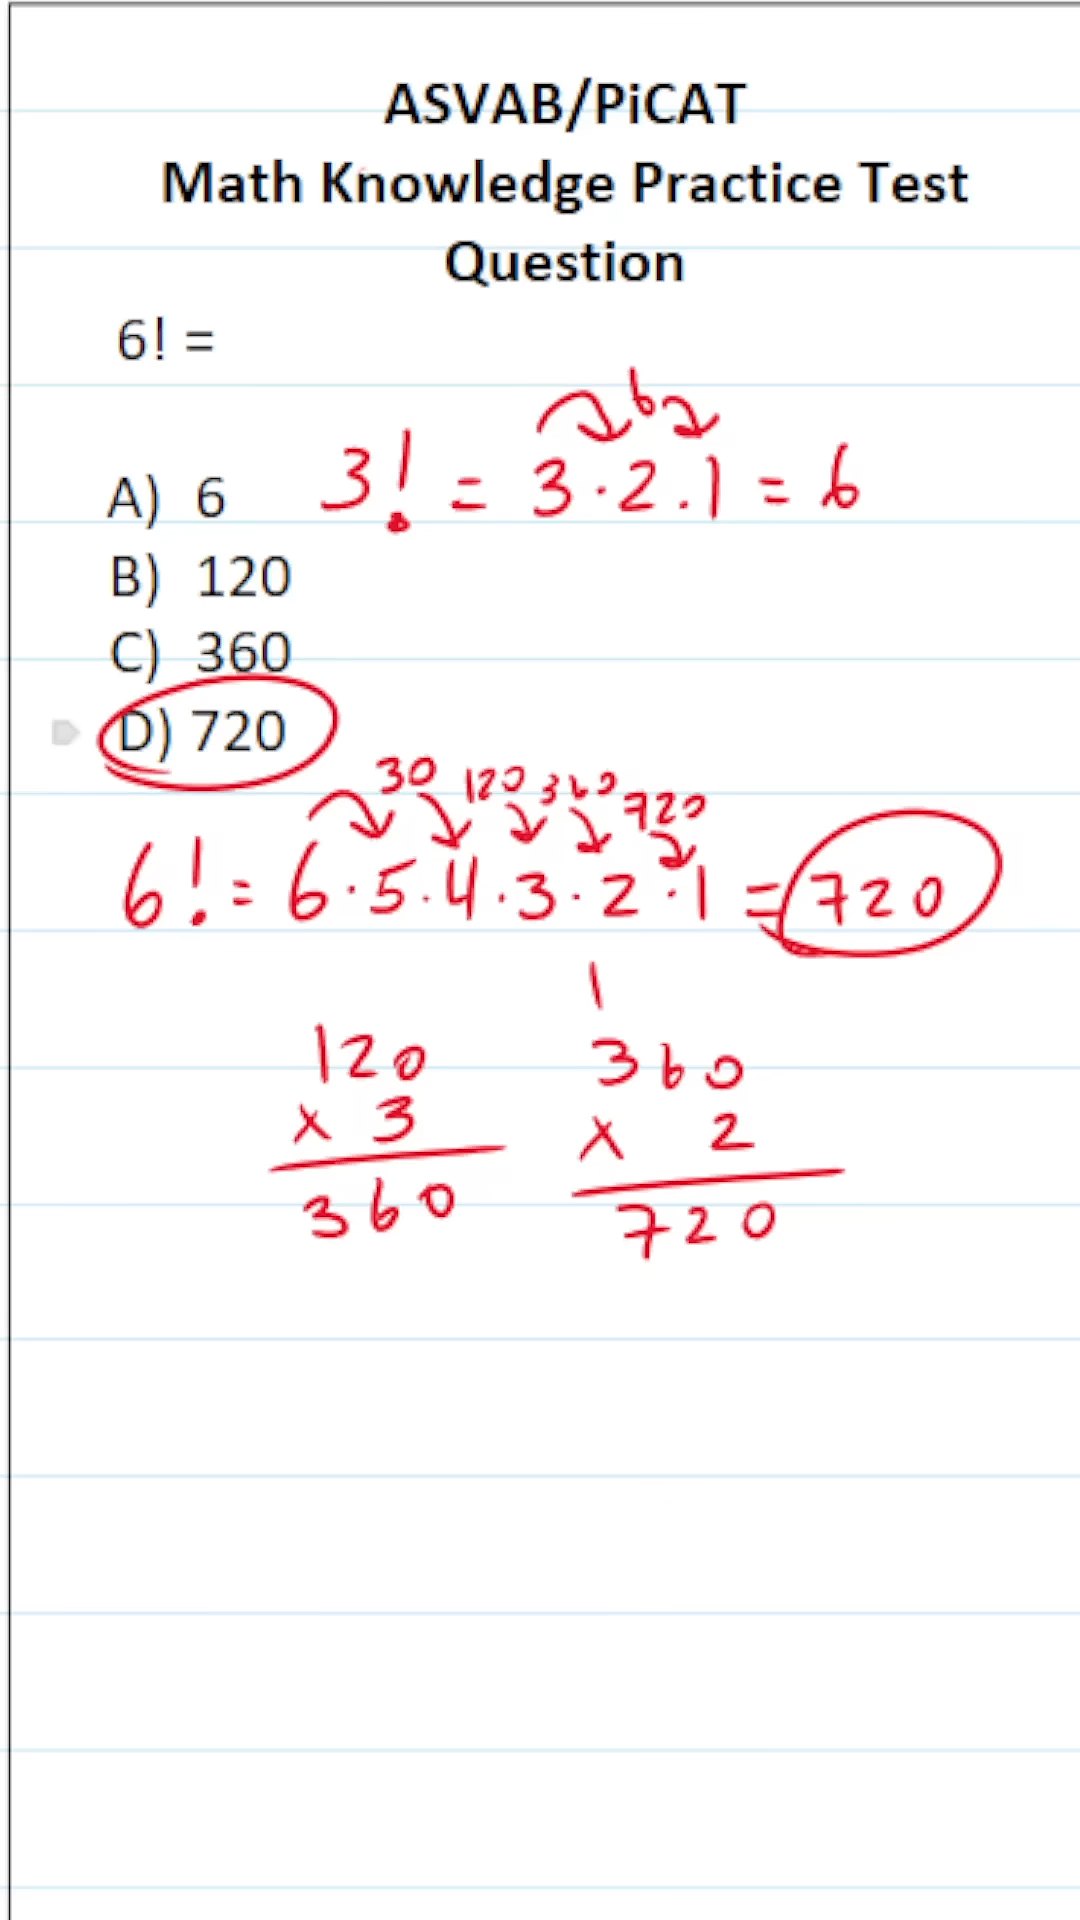 ASVAB/PiCAT
Math Knowledge Practice Test
Question
6! =
6
3! = 3·2.1 = 6
A) 6
B) 120
C) 360
D) 720
30 120 360 720
6! = 6·5.4.3·2·1 = 720
1
120
x 3
360
360
x 2
720